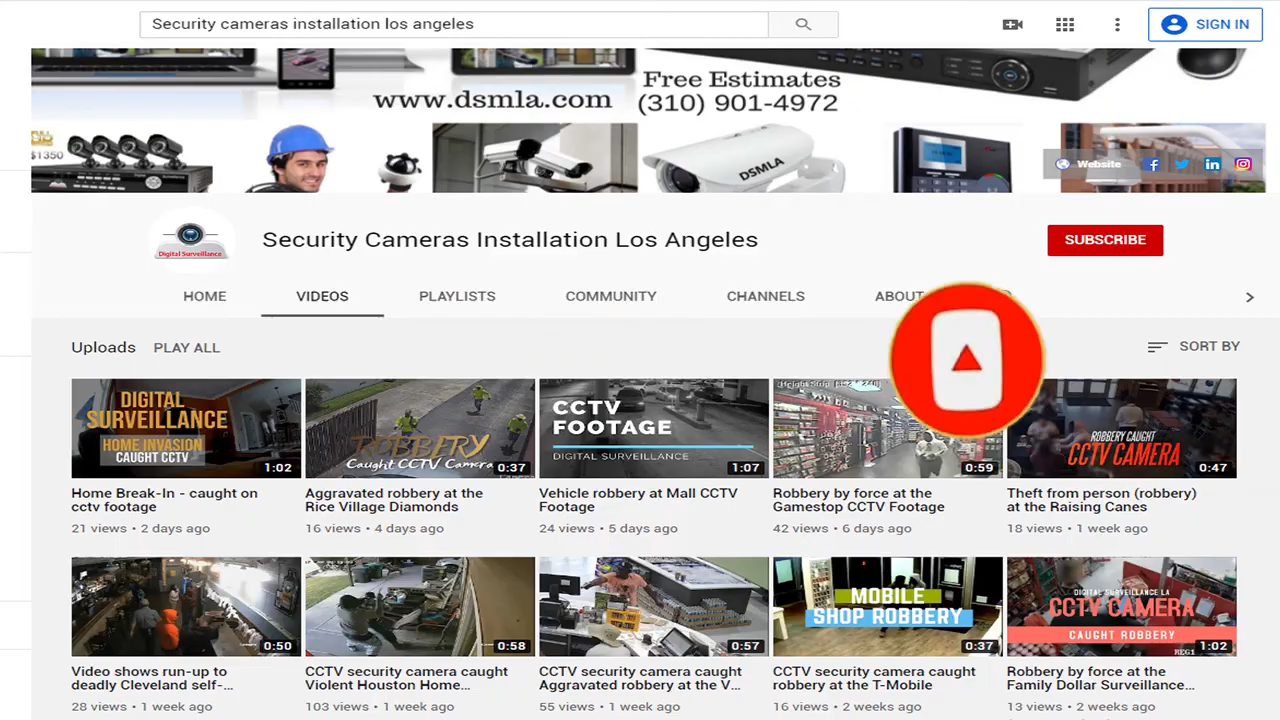 Security cameras installation los angeles
SIGN IN
Free Estimates
www.dsmla.com
(310) 901-4972
$1350
DSMLA
Website
Digital Surveillance
Security Cameras Installation Los Angeles
SUBSCRIBE
HOME
VIDEOS
PLAYLISTS
COMMUNITY
CHANNELS
ABOUT
Uploads
PLAY ALL
SORT BY
DIGITAL
SURVEILLANCE
HOME INVASION
CAUGHT CCTV
1:02
ROBBERY
Caught CCTV Camera
0:37
CCTV
FOOTAGE
DIGITAL SURVEILLANCE
1:07
0:59
ROBBERY CAUGHT
CCTV CAMERA
0:47
Home Break-In - caught on
cctv footage
21 views • 2 days ago
Aggravated robbery at the
Rice Village Diamonds
16 views • 4 days ago
Vehicle robbery at Mall CCTV
Footage
24 views • 5 days ago
Robbery by force at the
Gamestop CCTV Footage
42 views • 6 days ago
Theft from person (robbery)
at the Raising Canes
18 views • 1 week ago
0:50
0:58
0:57
MOBILE
SHOP ROBBERY
0:37
DIGITAL SURVEILLANCE LA
CCTV CAMERA
CAUGHT ROBBERY
REG1
1:02
Video shows run-up to
deadly Cleveland self-...
28 views • 1 week ago
CCTV security camera caught
Violent Houston Home...
103 views • 1 week ago
CCTV security camera caught
Aggravated robbery at the V...
55 views • 1 week ago
CCTV security camera caught
robbery at the T-Mobile
16 views • 2 weeks ago
Robbery by force at the
Family Dollar Surveillance...
13 views • 2 weeks ago